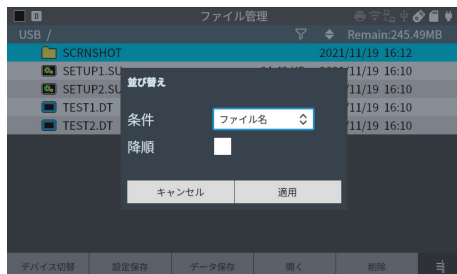 ファイル管理
USB / Remain:245.49MB
SCRNSHOT 2021/11/19 16:12
SETUP1.SU /11/19 16:10
SETUP2.SU /11/19 16:10
TEST1.DT /11/19 16:10
TEST2.DT /11/19 16:10
並び替え
条件 ファイル名
降順
キャンセル 適用
デバイス切替 設定保存 データ保存 開く 削除